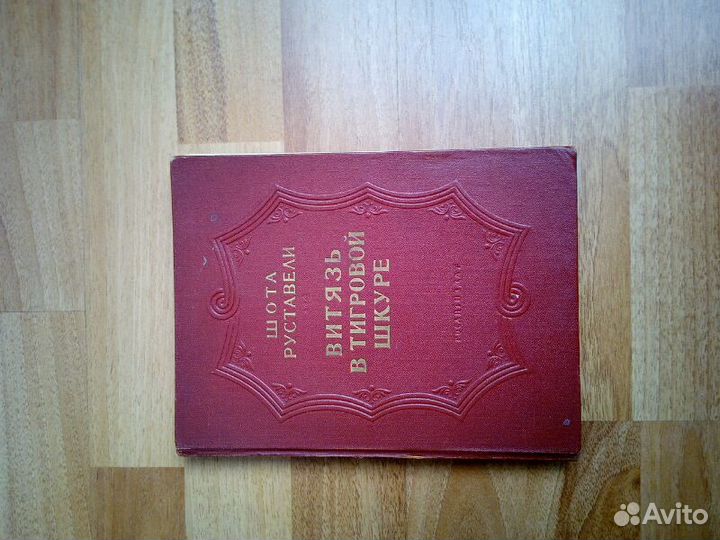 ШОТА
РУСТАВЕЛИ
ВИТЯЗЬ
В ТИГРОВОЙ
ШКУРЕ
Avito